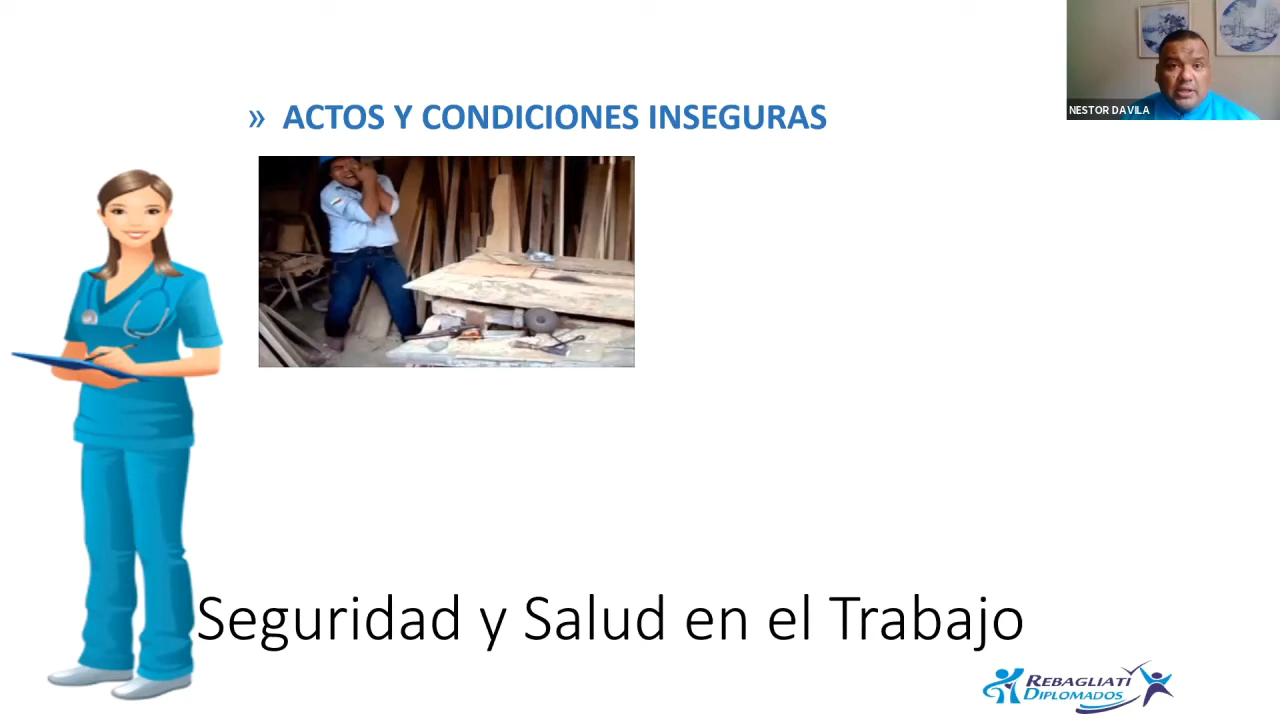 NESTOR DAVILA
» ACTOS Y CONDICIONES INSEGURAS
Seguridad y Salud en el Trabajo
REBAGLIATI
DIPLOMADOS